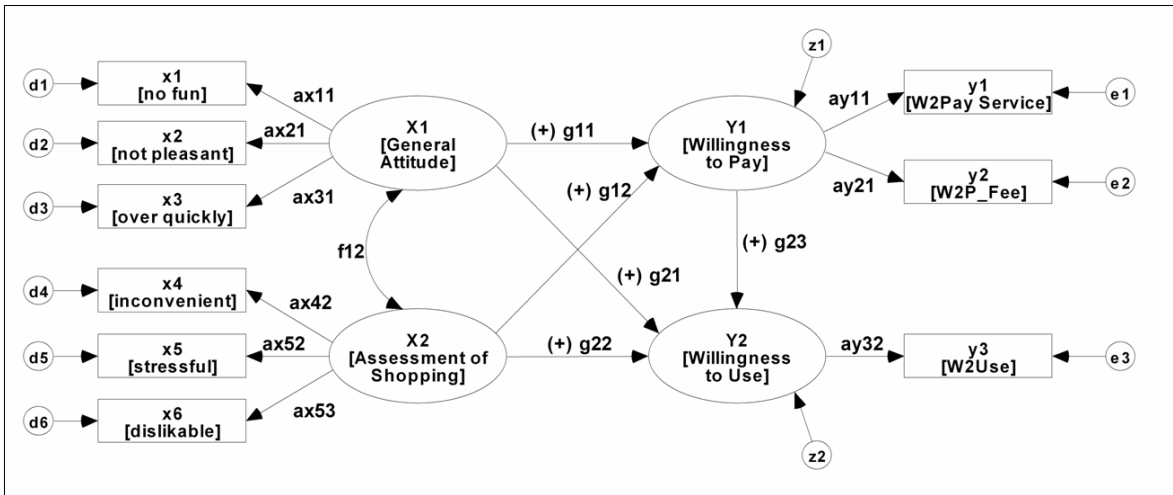 z1
d1
x1
[no fun]
ax11
y1
[W2Pay Service]
e1
ay11
d2
x2
[not pleasant]
ax21
X1
[General
Attitude]
(+) g11
Y1
[Willingness
to Pay]
d3
x3
[over quickly]
ax31
(+) g12
ay21
y2
[W2P_Fee]
e2
f12
(+) g23
(+) g21
d4
x4
[inconvenient]
ax42
d5
x5
[stressful]
ax52
X2
[Assessment of
Shopping]
(+) g22
Y2
[Willingness
to Use]
ay32
y3
[W2Use]
e3
d6
x6
[dislikable]
ax53
z2